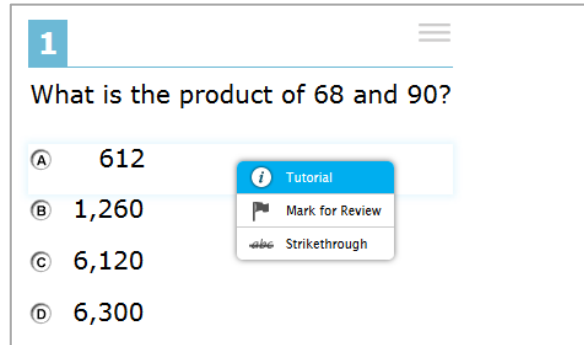 1
What is the product of 68 and 90?
A 612
B 1,260
C 6,120
D 6,300
i Tutorial
Mark for Review
abc Strikethrough